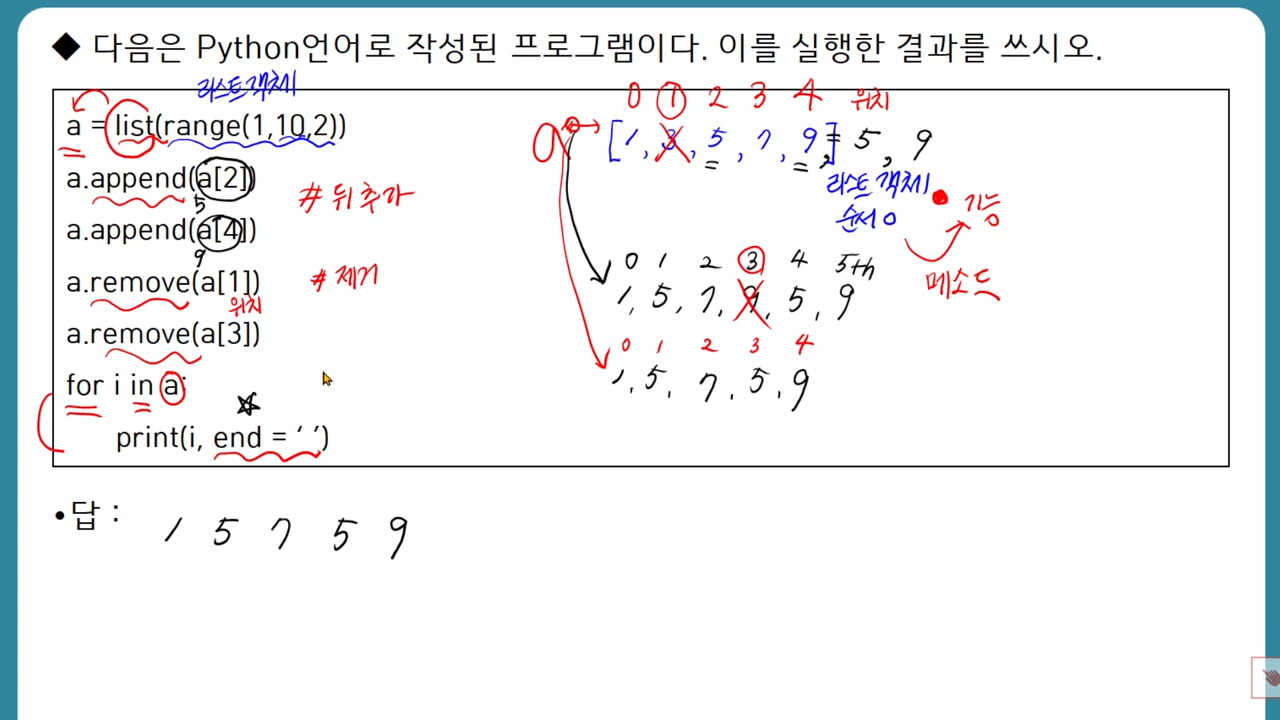 ◆ 다음은 Python언어로 작성된 프로그램이다. 이를 실행한 결과를 쓰시오.
리스트 객체
a = list(range(1,10,2))
a.append(a[2])
5
# 뒤 추가
a.append(a[4])
9
a.remove(a[1])
위치
# 제거
a.remove(a[3])
for i in a:
print(i, end = ‘ ’)
0 1 2 3 4 위치
a [1, 3, 5, 7, 9], 5, 9
리스트 객체
순서 o
기능
메소드
0 1 2 3 4 5th
1, 5, 7, 9, 5, 9
0 1 2 3 4
1, 5, 7, 5, 9
•답 : 1 5 7 5 9